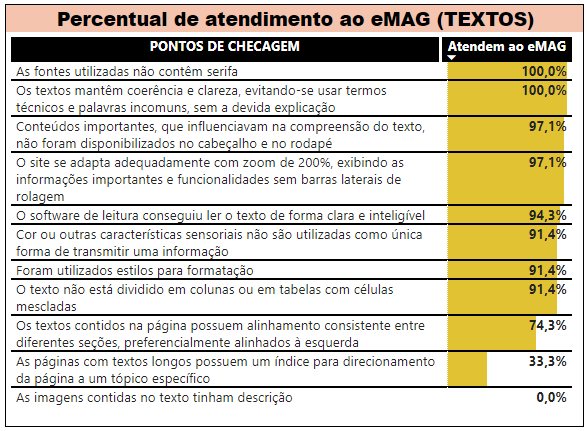 Percentual de atendimento ao eMAG (TEXTOS)
PONTOS DE CHECAGEM Atendem ao eMAG
As fontes utilizadas não contêm serifa 100,0%
Os textos mantêm coerência e clareza, evitando-se usar termos 100,0%
técnicos e palavras incomuns, sem a devida explicação
Conteúdos importantes, que influenciavam na compreensão do texto, 97,1%
não foram disponibilizados no cabeçalho e no rodapé
O site se adapta adequadamente com zoom de 200%, exibindo as 97,1%
informações importantes e funcionalidades sem barras laterais de
rolagem
O software de leitura conseguiu ler o texto de forma clara e inteligível 94,3%
Cor ou outras características sensoriais não são utilizadas como única 91,4%
forma de transmitir uma informação
Foram utilizados estilos para formatação 91,4%
O texto não está dividido em colunas ou em tabelas com células 91,4%
mescladas
Os textos contidos na página possuem alinhamento consistente entre 74,3%
diferentes seções, preferencialmente alinhados à esquerda
As páginas com textos longos possuem um índice para direcionamento 33,3%
da página a um tópico específico
As imagens contidas no texto tinham descrição 0,0%